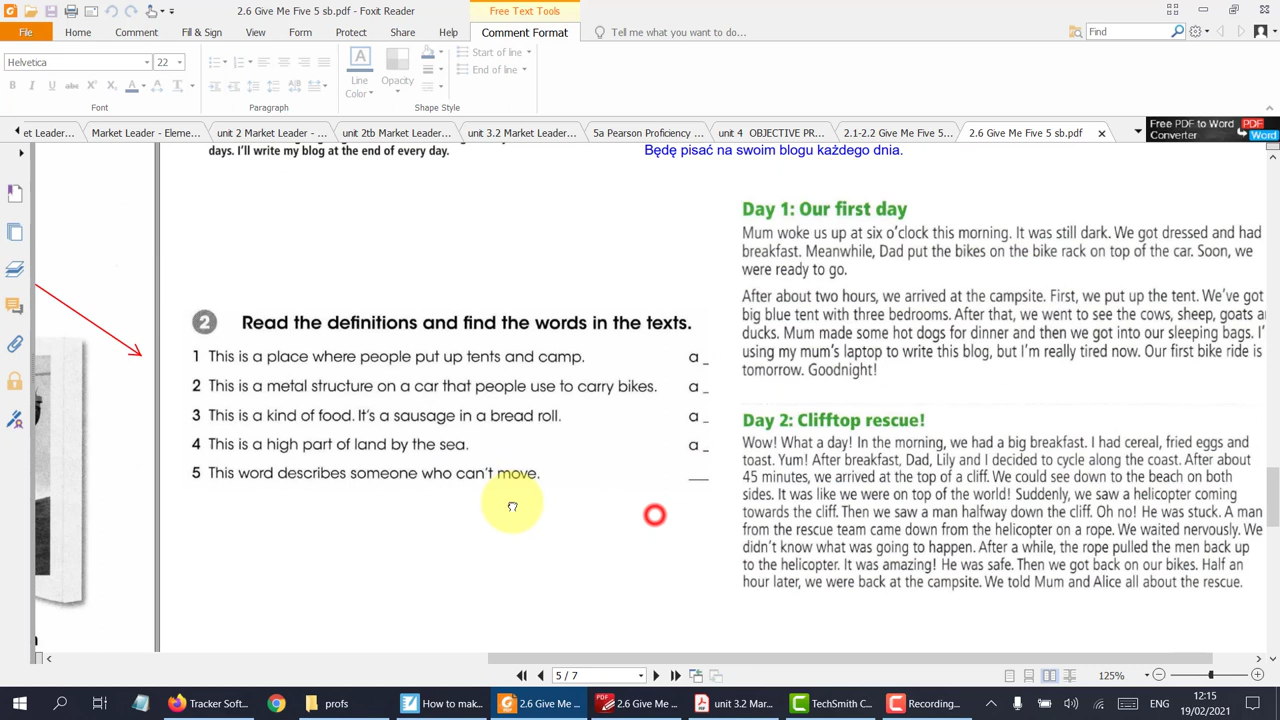 2.6 Give Me Five 5 sb.pdf - Foxit Reader
Free Text Tools
File
Home
Comment
Fill & Sign
View
Form
Protect
Share
Help
Comment Format
Tell me what you want to do...
Find
Helvetica
22
Line
Color
Opacity
Start of line
End of line
Font
Paragraph
Shape Style
et Leader...
Market Leader - Eleme...
unit 2 Market Leader - ...
unit 2tb Market Leader...
unit 3.2 Market Leader...
5a Pearson Proficiency ...
unit 4 OBJECTIVE PR...
2.1-2.2 Give Me Five 5...
2.6 Give Me Five 5 sb.pdf
Free PDF to Word
Converter
PDF
Word
days. I'll write my blog at the end of every day.
Będę pisać na swoim blogu każdego dnia.
2 Read the definitions and find the words in the texts.
1 This is a place where people put up tents and camp. a _
2 This is a metal structure on a car that people use to carry bikes. a _
3 This is a kind of food. It's a sausage in a bread roll. a _
4 This is a high part of land by the sea. a _
5 This word describes someone who can't move. __
Day 1: Our first day
Mum woke us up at six o'clock this morning. It was still dark. We got dressed and had
breakfast. Meanwhile, Dad put the bikes on the bike rack on top of the car. Soon, we
were ready to go.
After about two hours, we arrived at the campsite. First, we put up the tent. We've got
big blue tent with three bedrooms. After that, we went to see the cows, sheep, goats a
ducks. Mum made some hot dogs for dinner and then we got into our sleeping bags. I'
using my mum's laptop to write this blog, but I'm really tired now. Our first bike ride is
tomorrow. Goodnight!
Day 2: Clifftop rescue!
Wow! What a day! In the morning, we had a big breakfast. I had cereal, fried eggs and
toast. Yum! After breakfast, Dad, Lily and I decided to cycle along the coast. After about
45 minutes, we arrived at the top of a cliff. We could see down to the beach on both
sides. It was like we were on top of the world! Suddenly, we saw a helicopter coming
towards the cliff. Then we saw a man halfway down the cliff. Oh no! He was stuck. A man
from the rescue team came down from the helicopter on a rope. We waited nervously. We
didn't know what was going to happen. After a while, the rope pulled the men back up
to the helicopter. It was amazing! He was safe. Then we got back on our bikes. Half an
hour later, we were back at the campsite. We told Mum and Alice all about the rescue.
5 / 7
125%
Tracker Soft...
profs
How to mak...
2.6 Give Me ...
2.6 Give Me ...
unit 3.2 Mar...
TechSmith C...
Recording...
ENG
12:15
19/02/2021